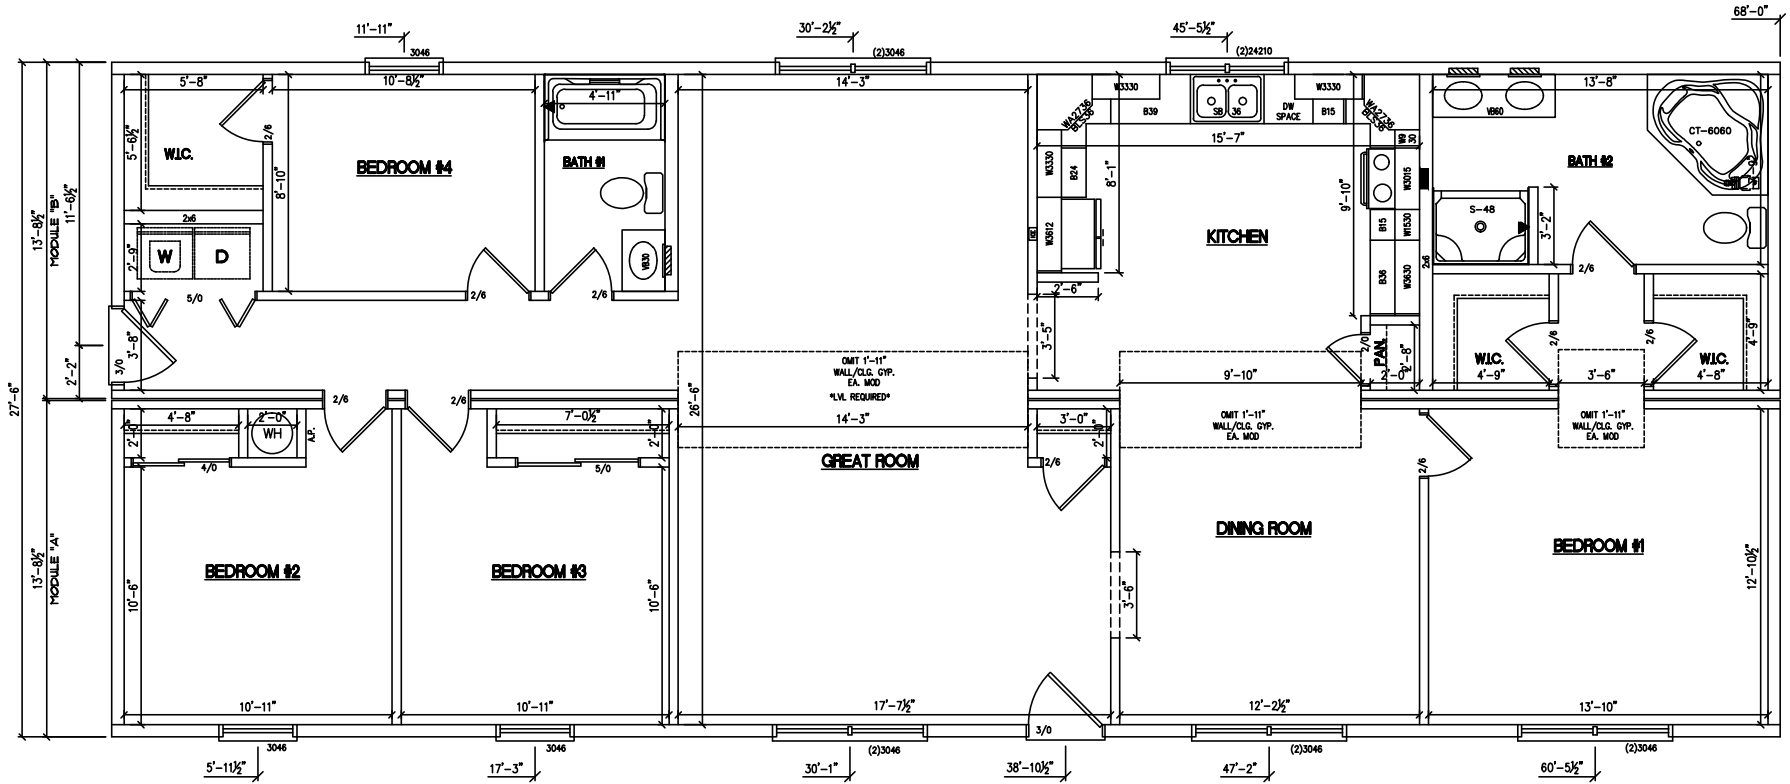 68'-0"
11'-11"
30'-2½"
45'-5½"
3046
(2)3046
(2)24210
5'-8"
10'-8½"
4'-11"
14'-3"
W3330
B39
SB 36
DW
SPACE
W3330
B15
WA2736
BLS36
WA2736
BLS36
W9
30
13'-8"
VB60
CT-6060
15'-7"
5'-6½"
W.I.C.
2/6
BEDROOM #4
8'-10"
BATH #1
W3330
B24
8'-1"
9'-10"
W3015
BATH #2
S-48
3'-2"
2x6
W
D
2'-9"
VB30
W3612
KITCHEN
B15
W1530
B36
W3630
2x6
13'-8½"
MODULE "B"
11'-6½"
5/0
2/6
2/6
2'-6"
2/6
3'-8"
3/0
3'-5"
2/0
PAN.
2'-0"
2/6
2/6
W.I.C.
4'-9"
3'-6"
W.I.C.
4'-8"
4'-9"
2'-2"
27'-6"
OMIT 1'-11"
WALL/CLG. GYP.
EA. MOD
*LVL REQUIRED*
9'-10"
26'-6"
2/6
2/6
4'-8"
2'-0"
2'-0"
WH
A.P.
7'-0½"
2'-0"
14'-3"
3'-0"
2'-0"
OMIT 1'-11"
WALL/CLG. GYP.
EA. MOD
OMIT 1'-11"
WALL/CLG. GYP.
EA. MOD
4/0
5/0
GREAT ROOM
2/6
2/6
13'-8½"
MODULE "A"
DINING ROOM
BEDROOM #1
12'-10½"
10'-6"
BEDROOM #2
BEDROOM #3
10'-6"
3'-6"
10'-11"
10'-11"
17'-7½"
12'-2½"
13'-10"
3/0
3046
3046
(2)3046
(2)3046
(2)3046
5'-11½"
17'-3"
30'-1"
38'-10½"
47'-2"
60'-5½"